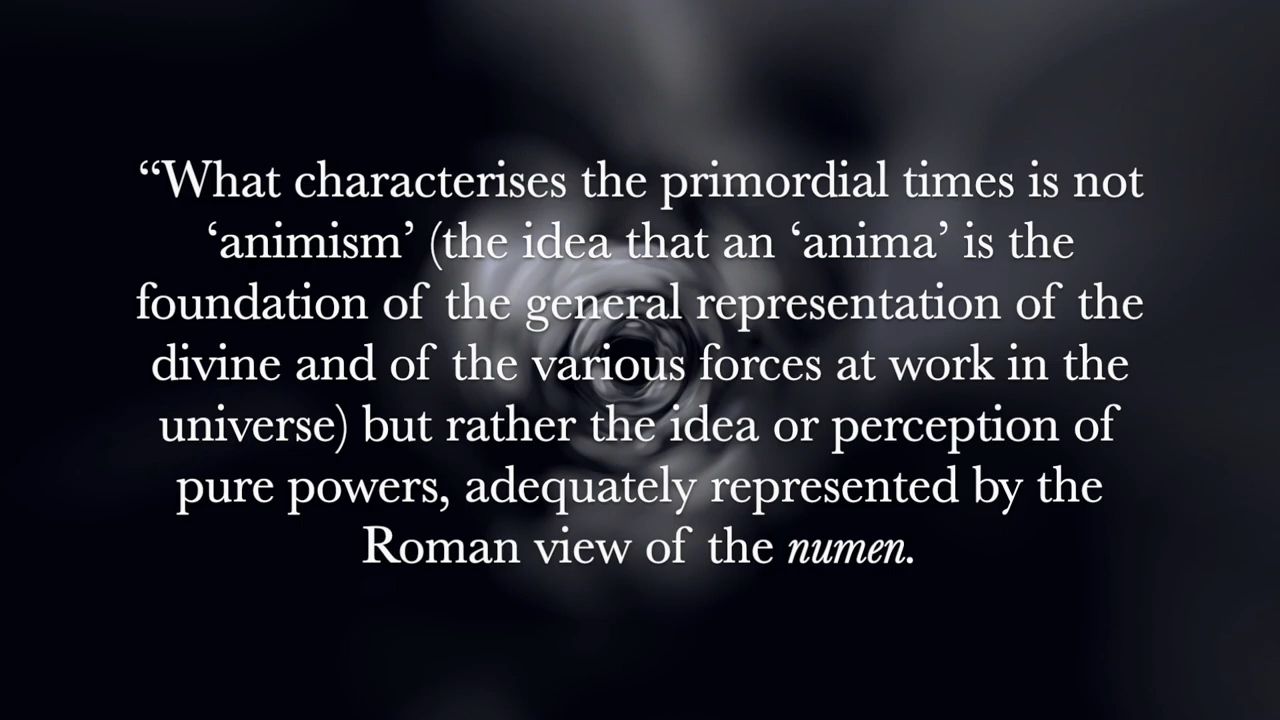 “What characterises the primordial times is not
‘animism’ (the idea that an ‘anima’ is the
foundation of the general representation of the
divine and of the various forces at work in the
universe) but rather the idea or perception of
pure powers, adequately represented by the
Roman view of the numen.